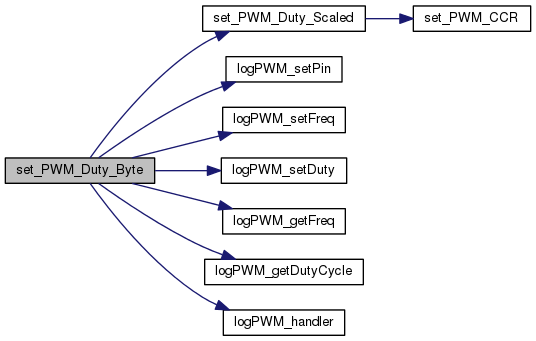 set_PWM_Duty_Scaled
set_PWM_CCR
logPWM_setPin
logPWM_setFreq
set_PWM_Duty_Byte
logPWM_setDuty
logPWM_getFreq
logPWM_getDutyCycle
logPWM_handler